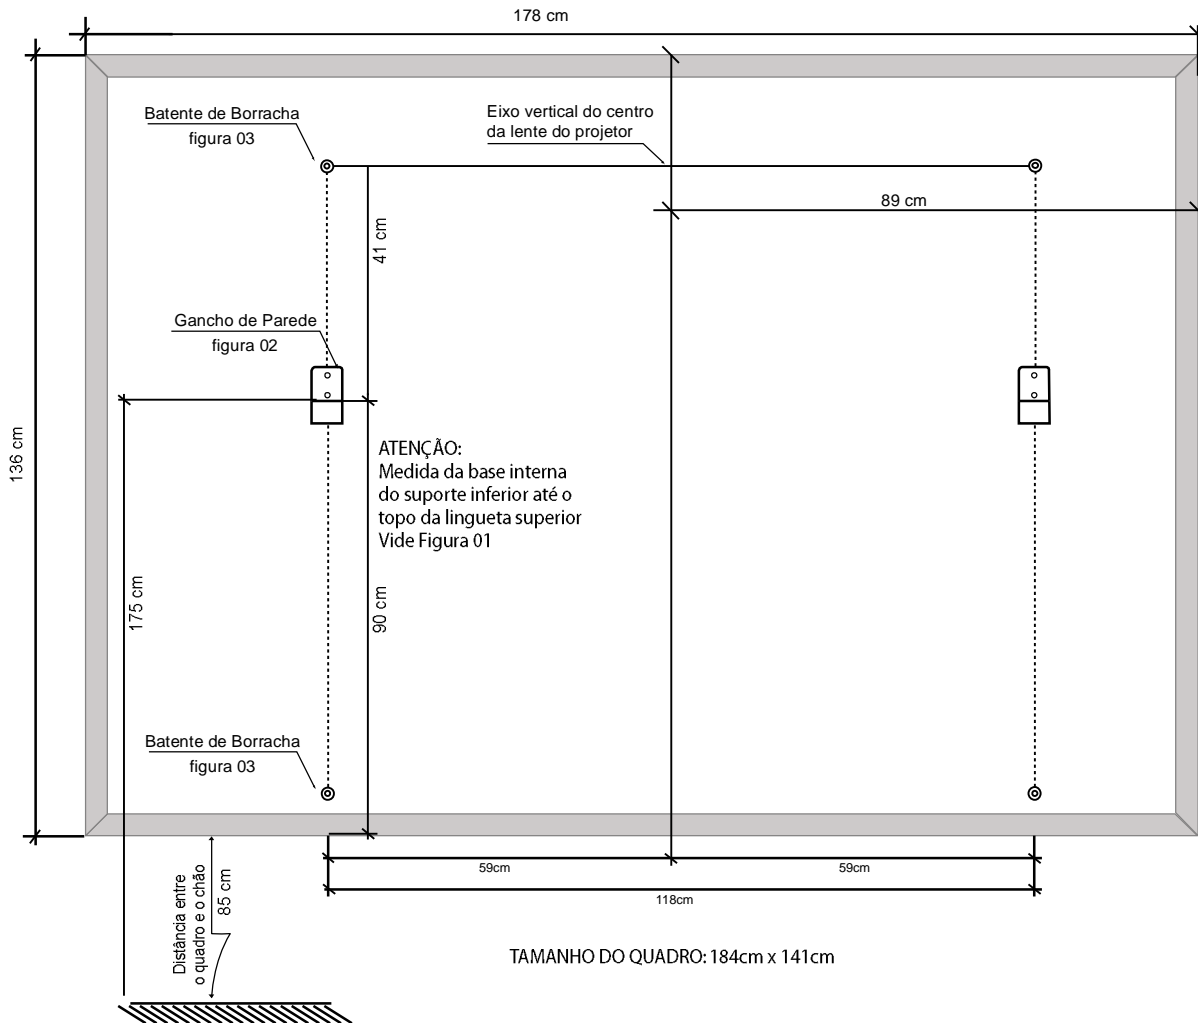 178 cm
Batente de Borracha
figura 03
Eixo vertical do centro
da lente do projetor
89 cm
41 cm
Gancho de Parede
figura 02
136 cm
ATENÇÃO:
Medida da base interna
do suporte inferior até o
topo da lingueta superior
Vide Figura 01
175 cm
90 cm
Batente de Borracha
figura 03
59cm
59cm
118cm
Distância entre
o quadro e o chão
85 cm
TAMANHO DO QUADRO: 184cm x 141cm